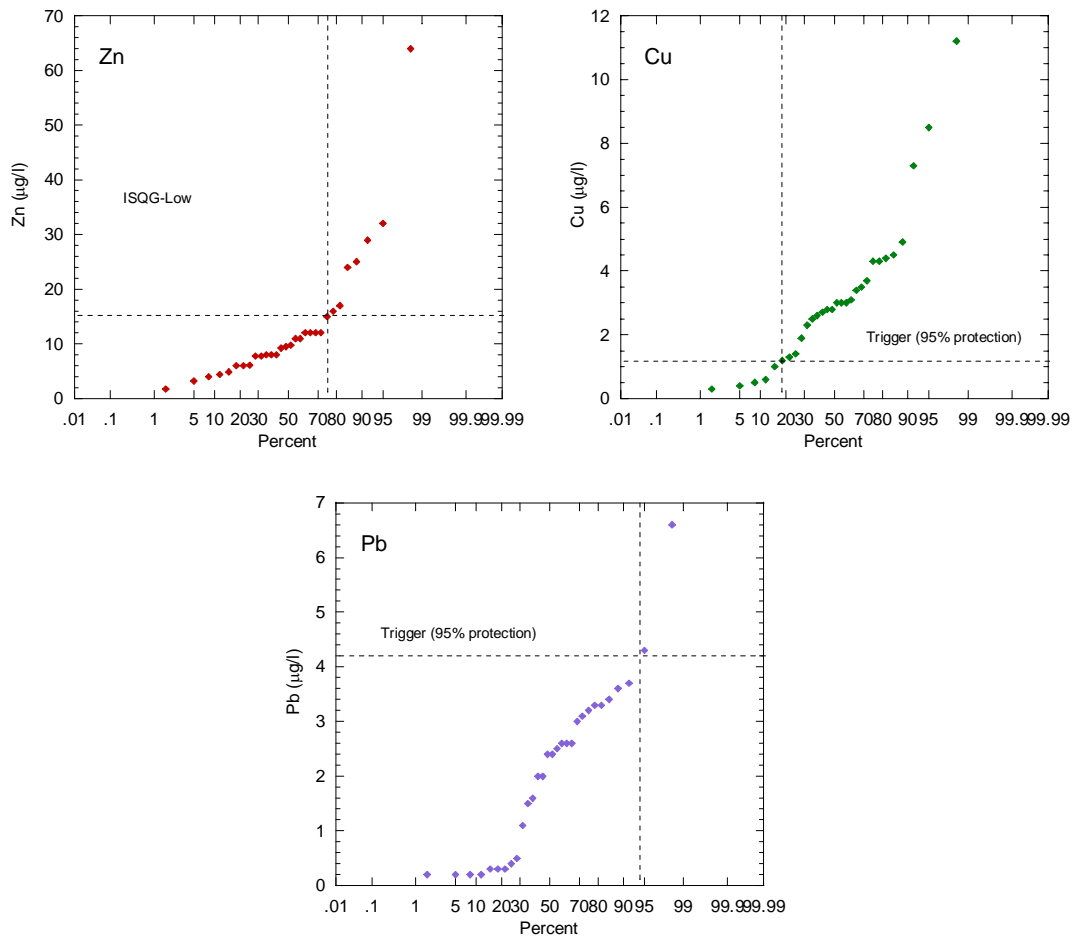 Zn
70
60
50
40
30
20
10
0
Zn (µg/l)
ISQG-Low
.01 .1 1 5 10 2030 50 7080 90 95 99 99.999.99
Percent
Cu
12
10
8
6
4
2
0
Cu (µg/l)
Trigger (95% protection)
.01 .1 1 5 10 2030 50 7080 9095 99 99.999.99
Percent
Pb
7
6
5
4
3
2
1
0
Pb (µg/l)
Trigger (95% protection)
.01 .1 1 5 10 2030 50 7080 9095 99 99.999.99
Percent